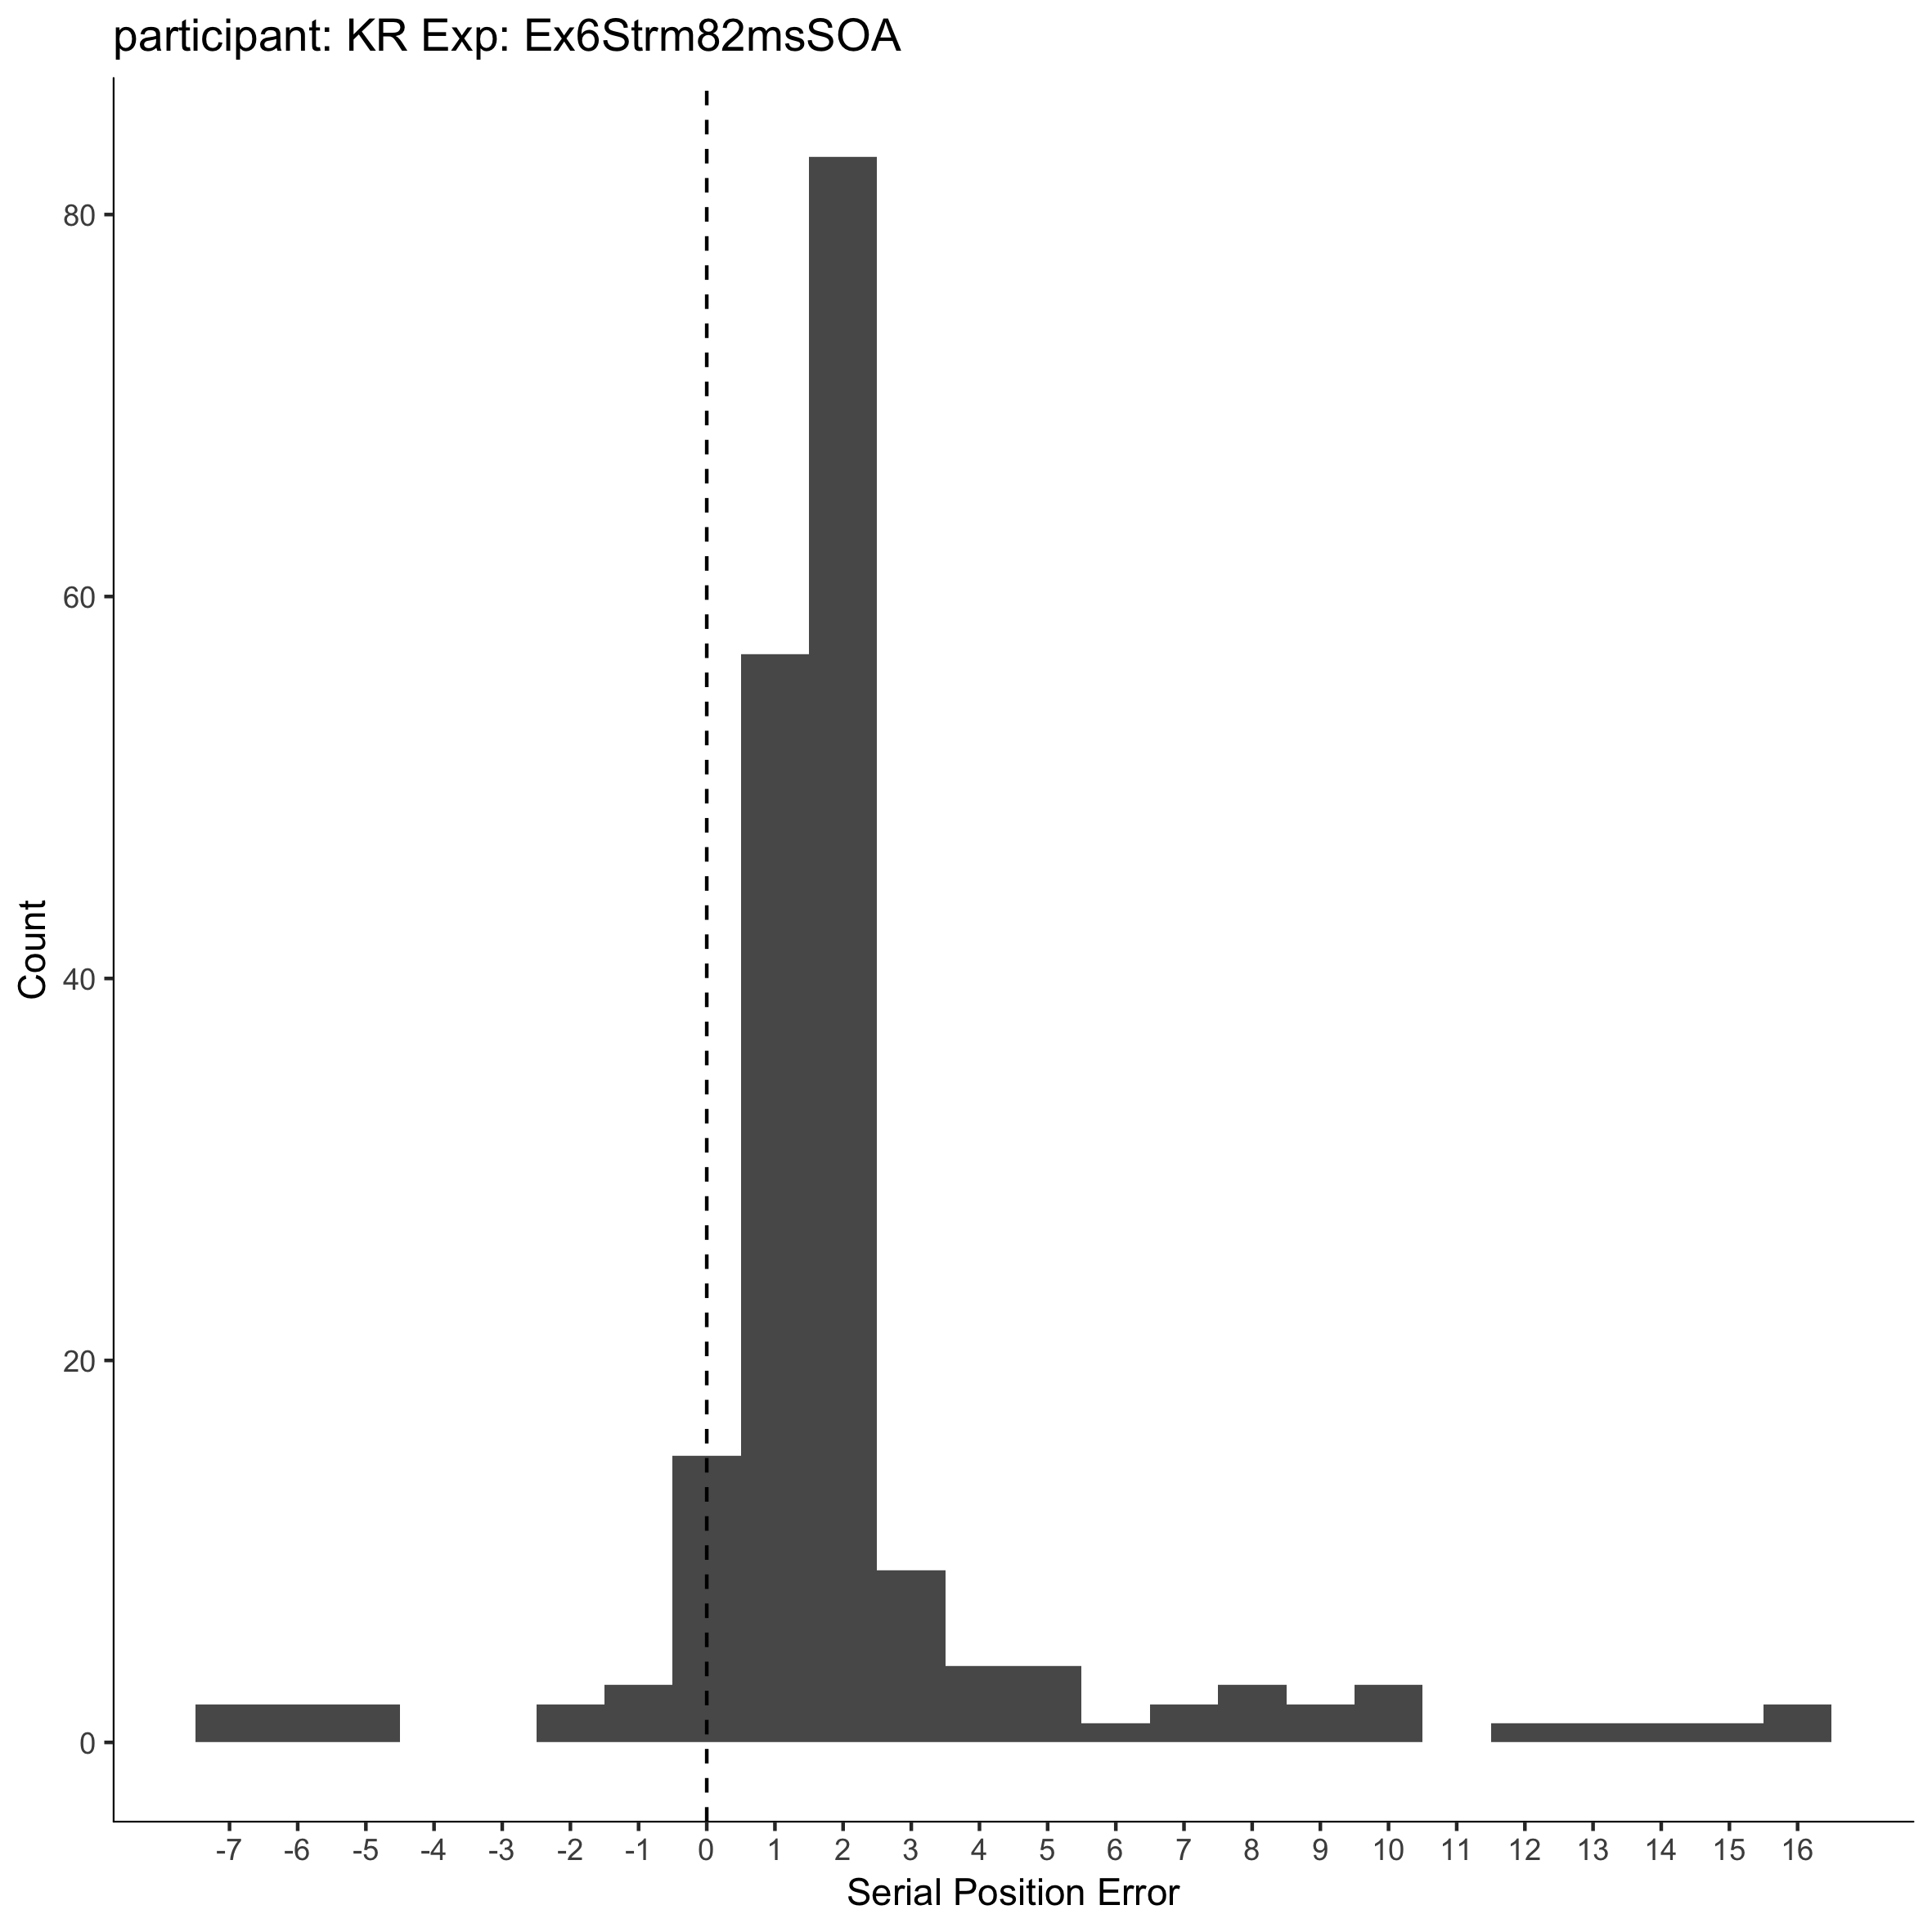 participant: KR Exp: Ex6Strm82msSOA
80
60
40
20
0
Count
-7 -6 -5 -4 -3 -2 -1 0 1 2 3 4 5 6 7 8 9 10 11 12 13 14 15 16
Serial Position Error